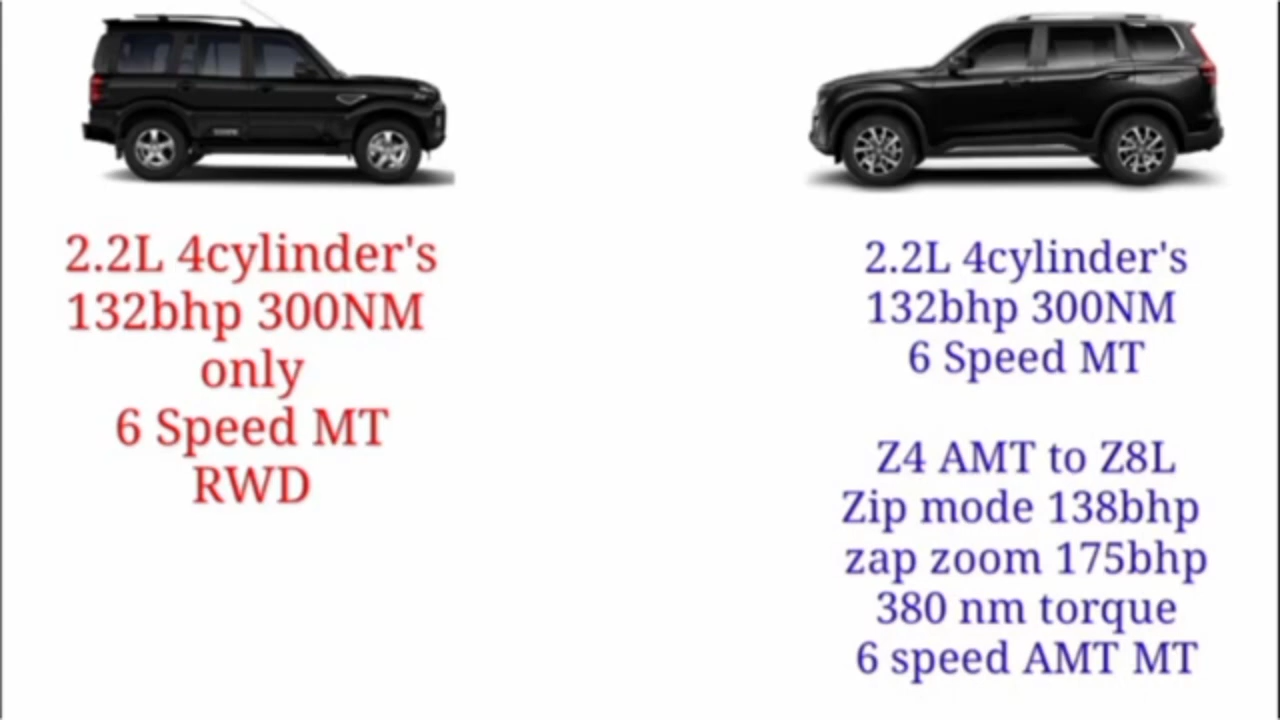 2.2L 4cylinder's
132bhp 300NM
only
6 Speed MT
RWD
2.2L 4cylinder's
132bhp 300NM
6 Speed MT
Z4 AMT to Z8L
Zip mode 138bhp
zap zoom 175bhp
380 nm torque
6 speed AMT MT